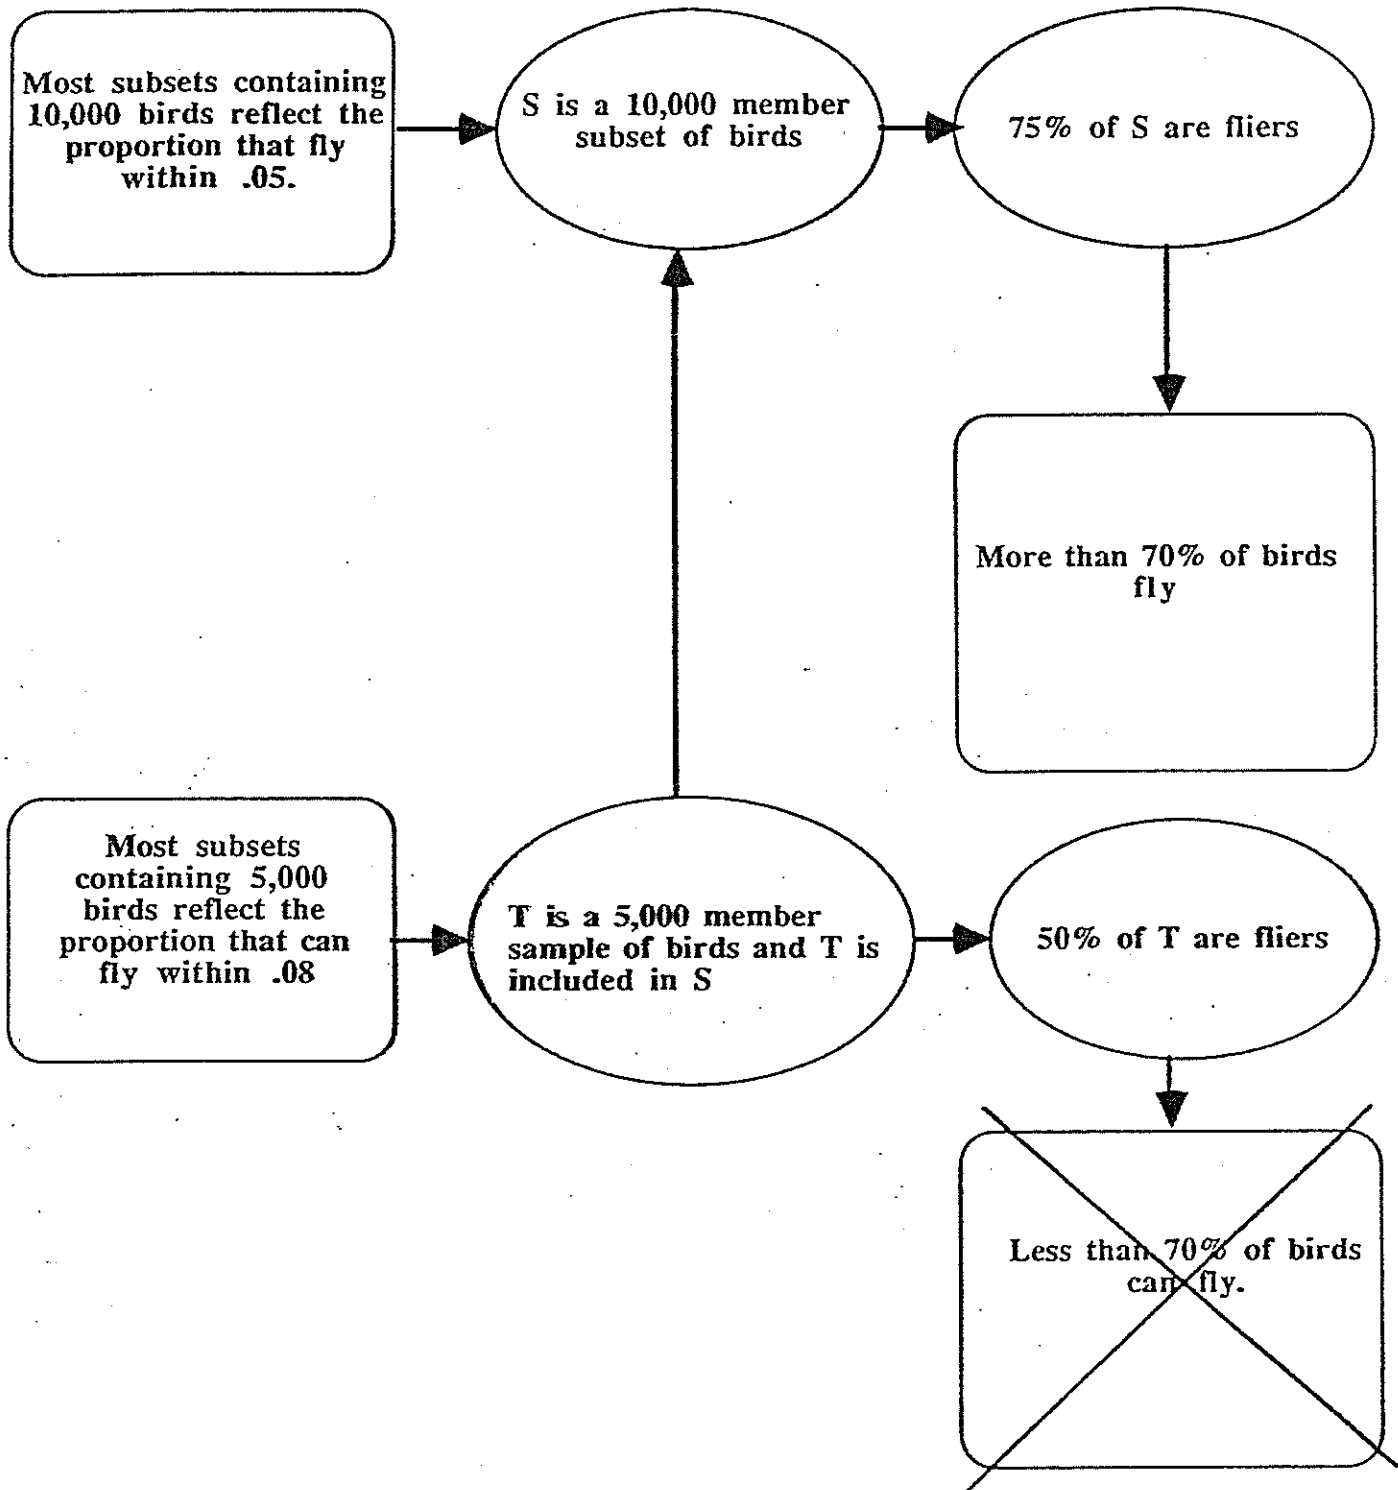 Most subsets containing
10,000 birds reflect the
proportion that fly
within .05.
S is a 10,000 member
subset of birds
75% of S are fliers
More than 70% of birds
fly
Most subsets
containing 5,000
birds reflect the
proportion that can
fly within .08
T is a 5,000 member
sample of birds and T is
included in S
50% of T are fliers
Less than 70% of birds
can fly.